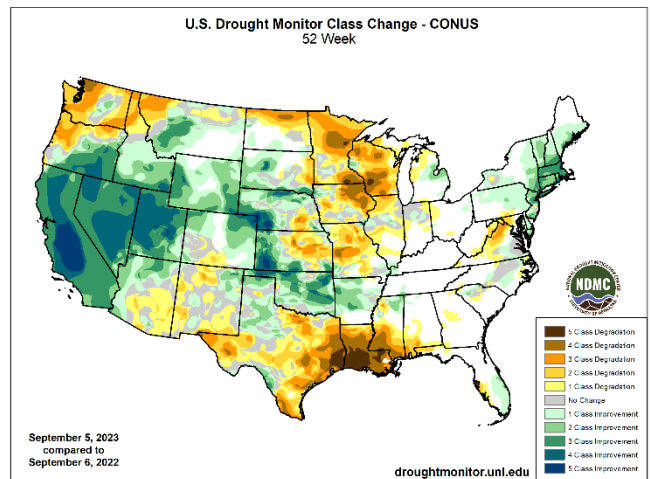 U.S. Drought Monitor Class Change - CONUS
52 Week
NDMC
5 Class Degradation
4 Class Degradation
3 Class Degradation
2 Class Degradation
1 Class Degradation
No Change
1 Class Improvement
2 Class Improvement
3 Class Improvement
4 Class Improvement
5 Class Improvement
September 5, 2023
compared to
September 6, 2022
droughtmonitor.unl.edu